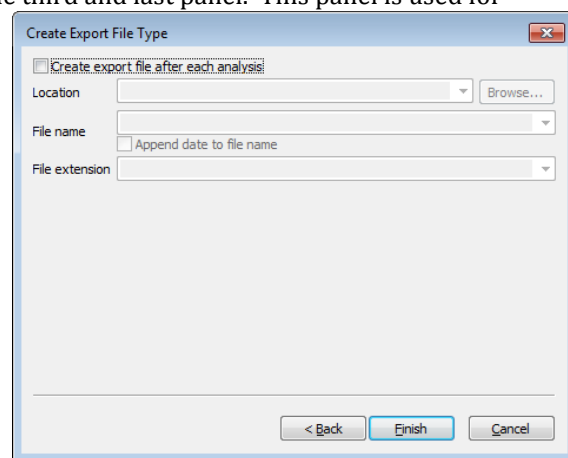 e third and last panel. This panel is used for
Create Export File Type
Create export file after each analysis
Location
Browse...
File name
Append date to file name
File extension
< Back
Finish
Cancel